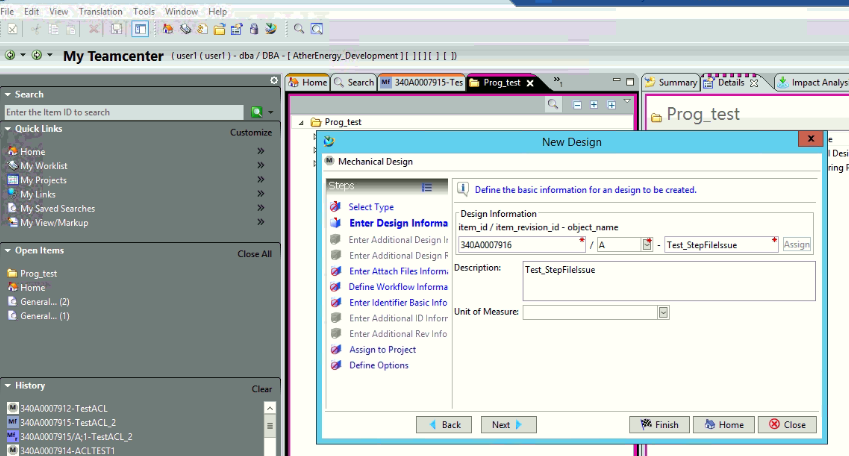 File Edit View Translation Tools Window Help
My Teamcenter ( user1 ( user1 ) - dba / DBA - [ AtherEnergy_Development ] [ ] [ ] [ ] [ ])
Search
Enter the Item ID to search
Quick Links Customize
Home »
My Worklist »
My Projects »
My Links »
My Saved Searches »
My View/Markup »
Open Items Close All
Prog_test
Home
General... (2)
General... (1)
History Clear
340A0007912-TestACL
340A0007915-TestACL_2
340A0007915/A;1-TestACL_2
340A0007914-ACLTEST1
Home Search 340A0007915-Tes Prog_test »1
Prog_test
Summary Details Impact Analys
Prog_test
New Design
Mechanical Design
Steps
Select Type
Enter Design Informa
Enter Additional Design I
Enter Additional Design R
Enter Attach Files Informa
Define Workflow Informa
Enter Identifier Basic Info
Enter Additional ID Inforr
Enter Additional Rev Info
Assign to Project
Define Options
Define the basic information for an design to be created.
Design Information
item_id / item_revision_id - object_name
340A0007916 * / A * - Test_StepFileIssue * Assign
Description: Test_StepFileIssue
Unit of Measure:
Back Next Finish Home Close